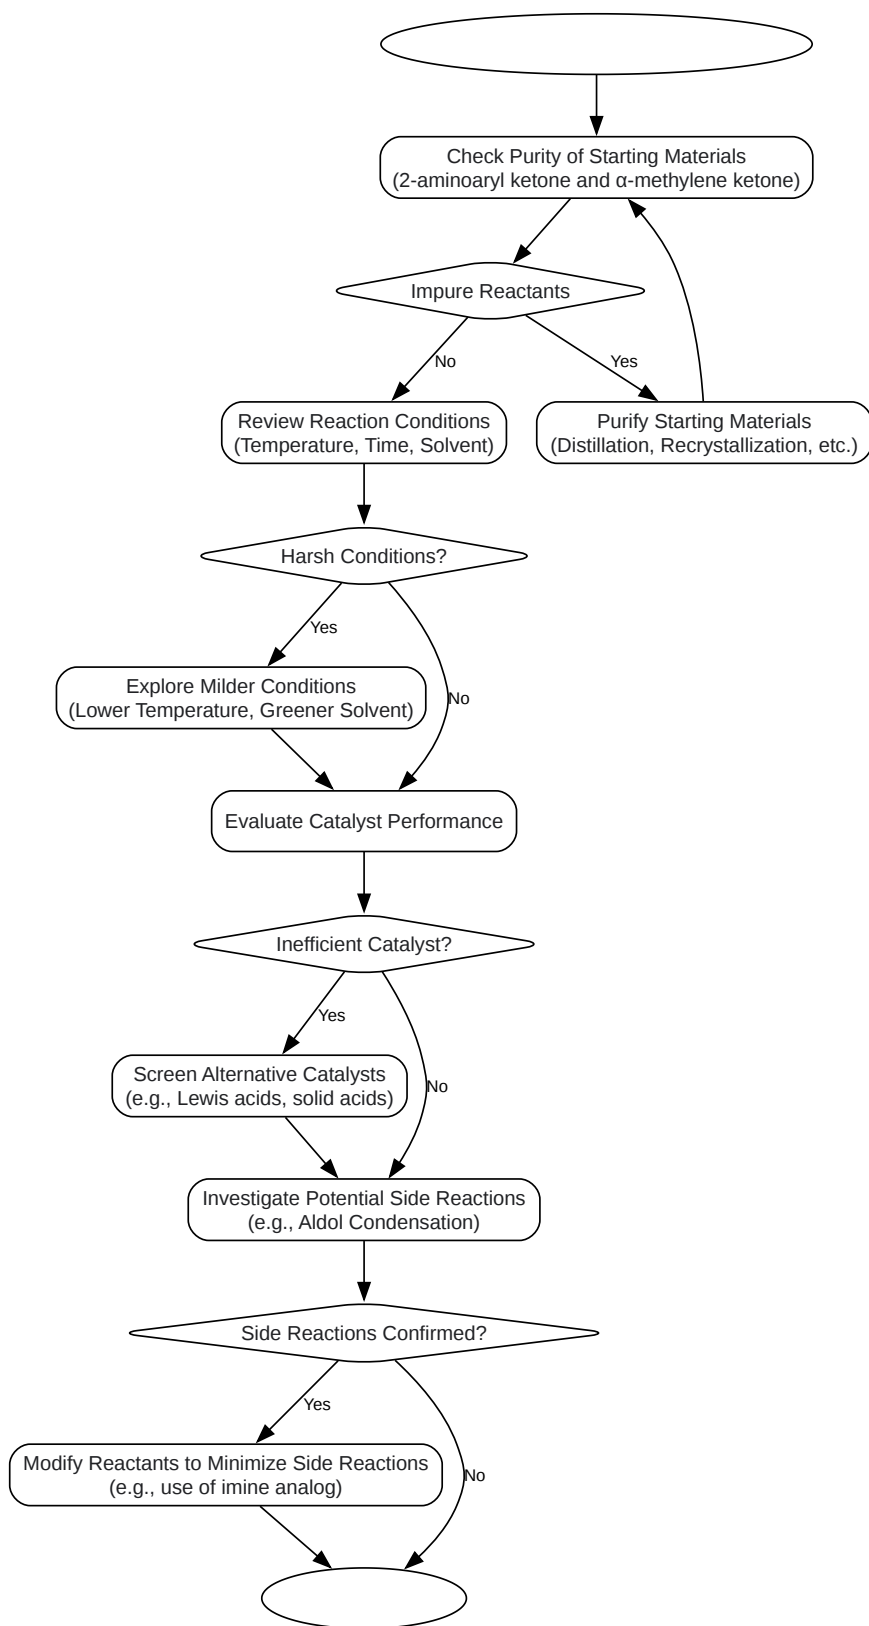 Check Purity of Starting Materials
(2-aminoaryl ketone and α-methylene ketone)
Impure Reactants
No
Yes
Review Reaction Conditions
(Temperature, Time, Solvent)
Purify Starting Materials
(Distillation, Recrystallization, etc.)
Harsh Conditions?
Yes
Explore Milder Conditions
(Lower Temperature, Greener Solvent)
No
Evaluate Catalyst Performance
Inefficient Catalyst?
Yes
Screen Alternative Catalysts
(e.g., Lewis acids, solid acids)
No
Investigate Potential Side Reactions
(e.g., Aldol Condensation)
Side Reactions Confirmed?
Yes
Modify Reactants to Minimize Side Reactions
(e.g., use of imine analog)
No